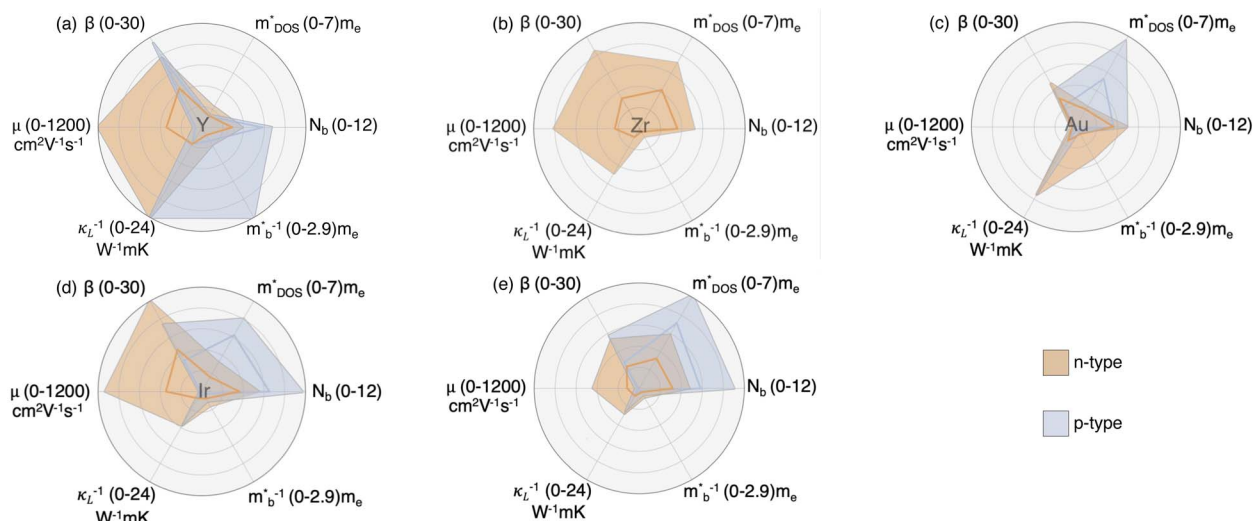 (a) β (0-30)
m*DOS (0-7)me
μ (0-1200)
cm²V⁻¹s⁻¹
Y
Nb (0-12)
κL⁻¹ (0-24)
W⁻¹mK
m*b⁻¹ (0-2.9)me
(b) β (0-30)
m*DOS (0-7)me
μ (0-1200)
cm²V⁻¹s⁻¹
Zr
Nb (0-12)
κL⁻¹ (0-24)
W⁻¹mK
m*b⁻¹ (0-2.9)me
(c) β (0-30)
m*DOS (0-7)me
μ (0-1200)
cm²V⁻¹s⁻¹
Au
Nb (0-12)
κL⁻¹ (0-24)
W⁻¹mK
m*b⁻¹ (0-2.9)me
(d) β (0-30)
m*DOS (0-7)me
μ (0-1200)
cm²V⁻¹s⁻¹
Ir
Nb (0-12)
κL⁻¹ (0-24)
W⁻¹mK
m*b⁻¹ (0-2.9)me
(e) β (0-30)
m*DOS (0-7)me
μ (0-1200)
cm²V⁻¹s⁻¹
Nb (0-12)
κL⁻¹ (0-24)
W⁻¹mK
m*b⁻¹ (0-2.9)me
n-type
p-type